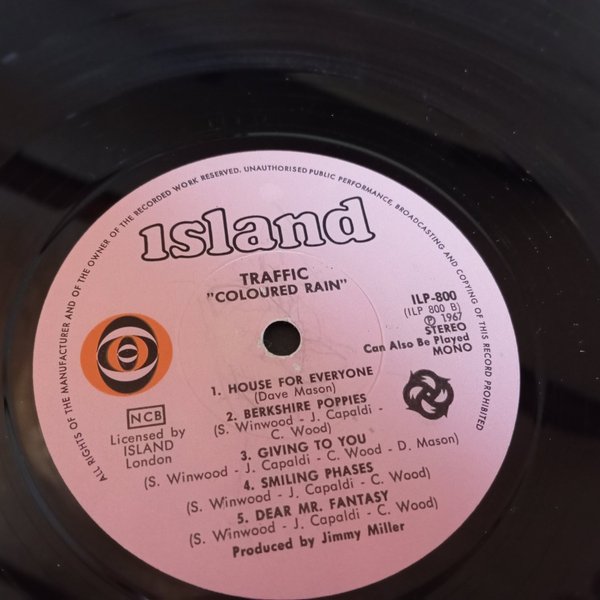 ALL RIGHTS OF THE MANUFACTURER AND OF THE OWNER OF THE RECORDED WORK RESERVED. UNAUTHORISED PUBLIC PERFORMANCE, BROADCASTING AND COPYING OF THIS RECORD PROHIBITED
island
TRAFFIC
"COLOURED RAIN"
ILP-800
(ILP 800 B)
Ⓟ 1967
STEREO
Can Also Be Played
MONO
NCB
Licensed by
ISLAND
London
1. HOUSE FOR EVERYONE
(Dave Mason)
2. BERKSHIRE POPPIES
(S. Winwood - J. Capaldi -
C. Wood)
3. GIVING TO YOU
(S. Winwood - J. Capaldi - C. Wood - D. Mason)
4. SMILING PHASES
(S. Winwood - J. Capaldi - C. Wood)
5. DEAR MR. FANTASY
(S. Winwood - J. Capaldi - C. Wood)
Produced by Jimmy Miller